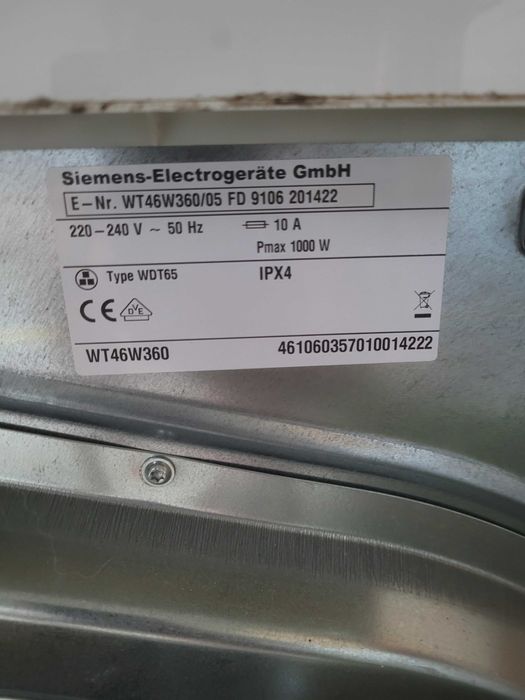 Siemens-Electrogeräte GmbH
E-Nr. WT46W360/05 FD 9106 201422
220-240 V ~ 50 Hz 10 A
Pmax 1000 W
Type WDT65 IPX4
CE DVE
WT46W360 461060357010014222